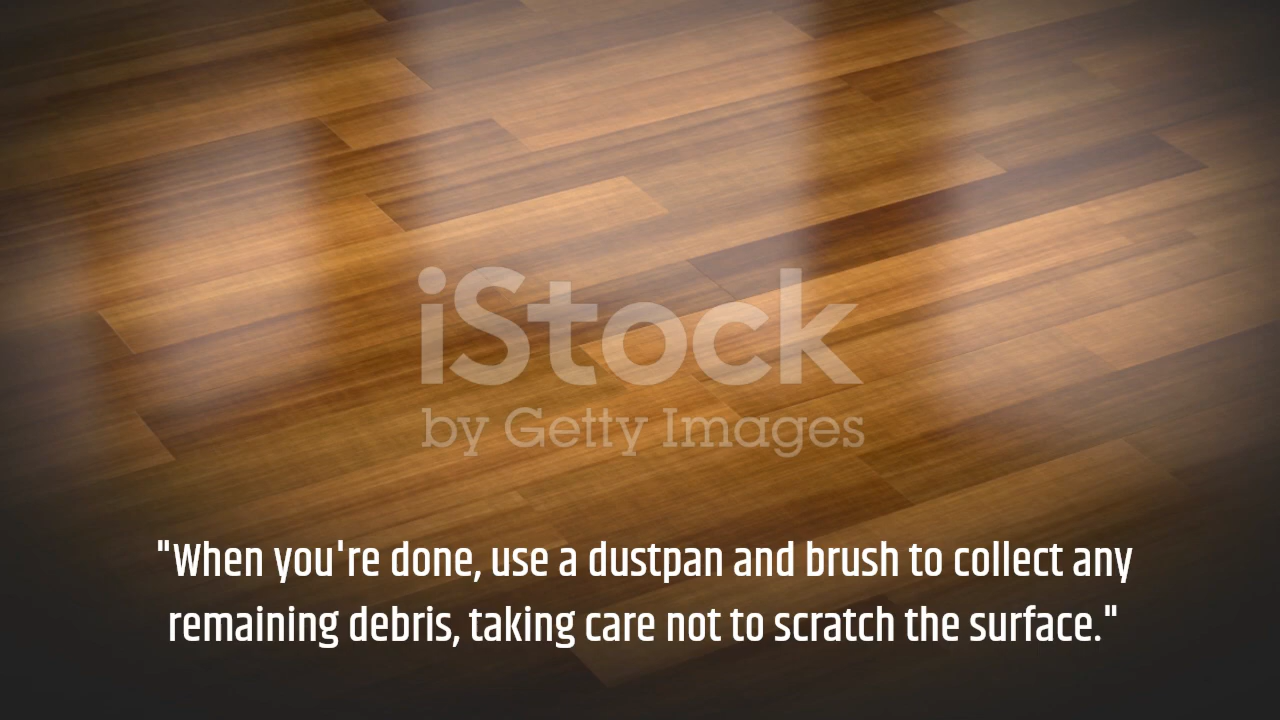 iStock
by Getty Images
"When you're done, use a dustpan and brush to collect any
remaining debris, taking care not to scratch the surface."